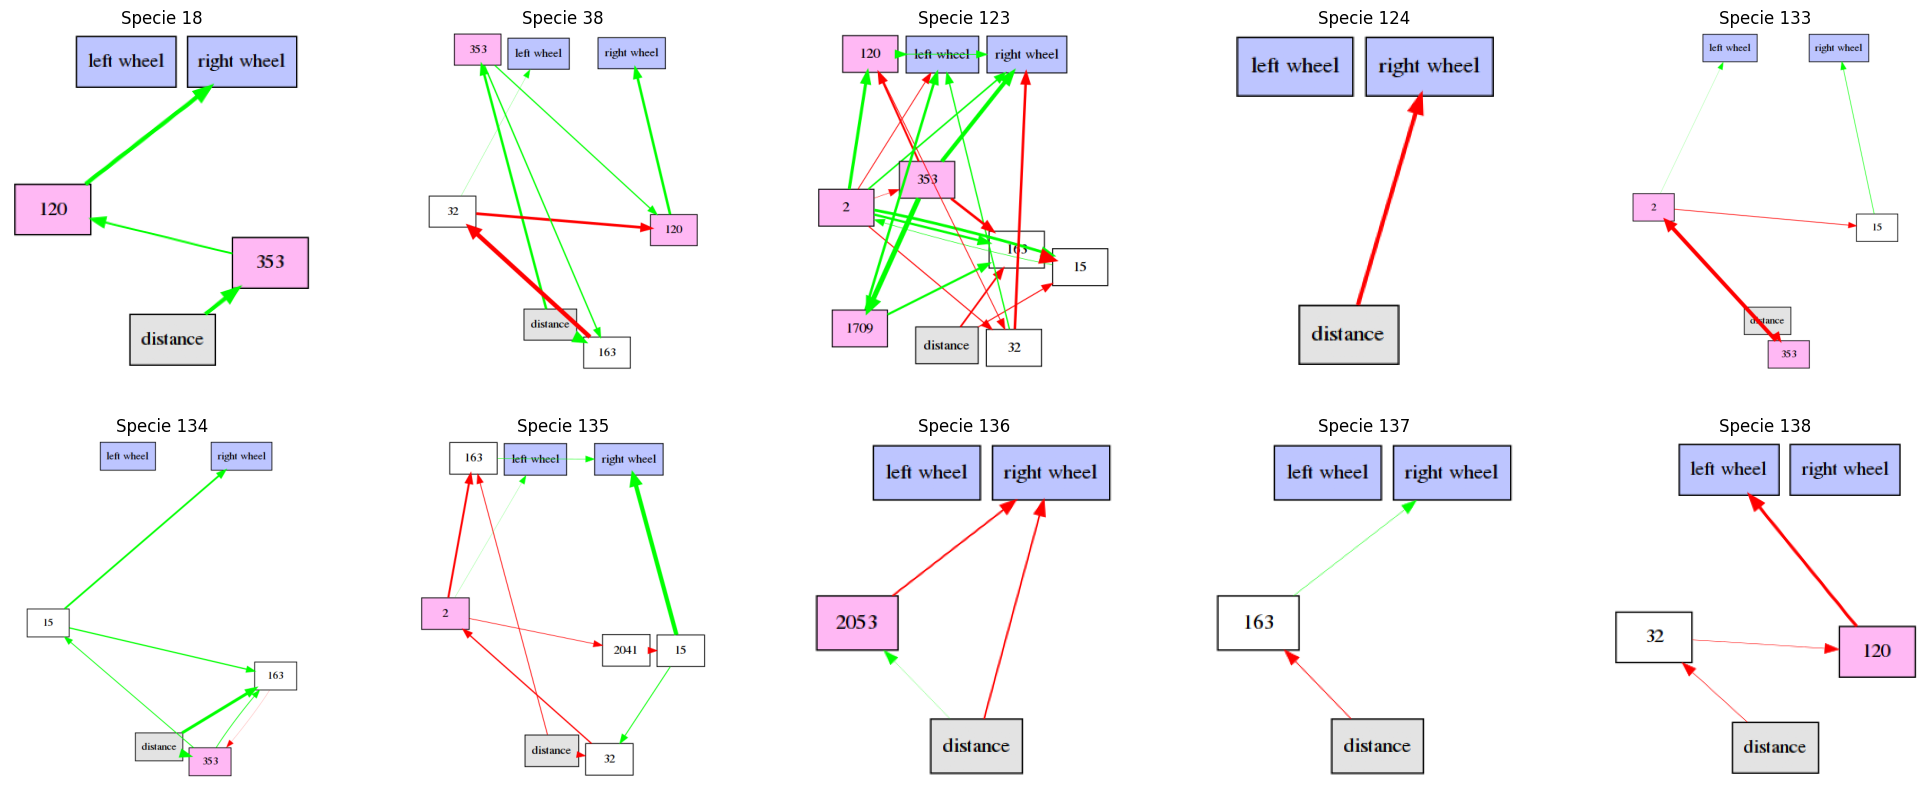 Specie 18
left wheel
right wheel
120
353
distance
Specie 38
353
left wheel
right wheel
32
120
distance
163
Specie 123
120
left wheel
right wheel
353
2
163
15
1709
distance
32
Specie 124
left wheel
right wheel
distance
Specie 133
left wheel
right wheel
2
15
distance
353
Specie 134
left wheel
right wheel
15
163
distance
353
Specie 135
163
left wheel
right wheel
2
2041
15
distance
32
Specie 136
left wheel
right wheel
2053
distance
Specie 137
left wheel
right wheel
163
distance
Specie 138
left wheel
right wheel
32
120
distance